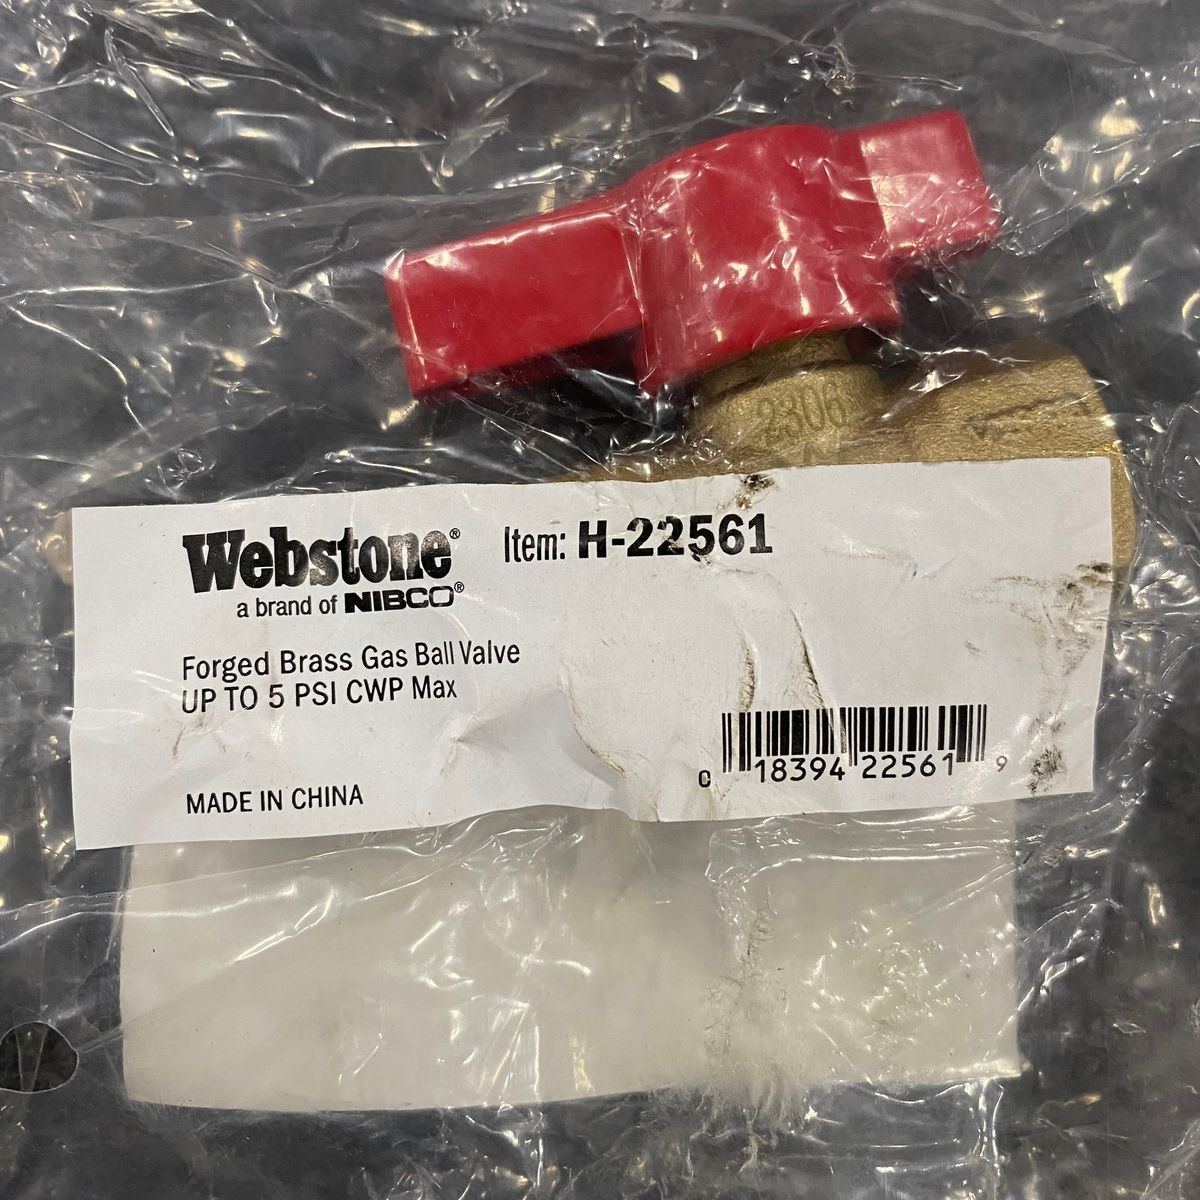 2306
Webstone® Item: H-22561
a brand of NIBCO®
Forged Brass Gas Ball Valve
UP TO 5 PSI CWP Max
0 18394 22561 9
MADE IN CHINA